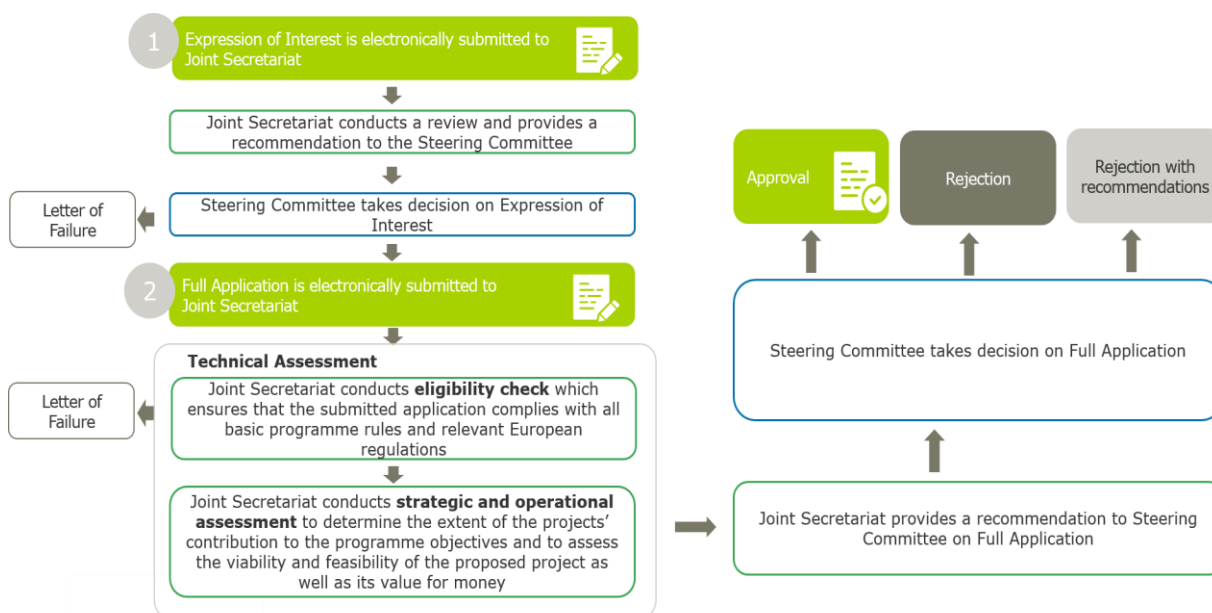 1
Expression of Interest is electronically submitted to
Joint Secretariat
Joint Secretariat conducts a review and provides a
recommendation to the Steering Committee
Letter of
Failure
Steering Committee takes decision on Expression of
Interest
2
Full Application is electronically submitted to
Joint Secretariat
Technical Assessment
Letter of
Failure
Joint Secretariat conducts eligibility check which
ensures that the submitted application complies with all
basic programme rules and relevant European
regulations
Joint Secretariat conducts strategic and operational
assessment to determine the extent of the projects’
contribution to the programme objectives and to assess
the viability and feasibility of the proposed project as
well as its value for money
Joint Secretariat provides a recommendation to Steering
Committee on Full Application
Steering Committee takes decision on Full Application
Approval
Rejection
Rejection with
recommendations